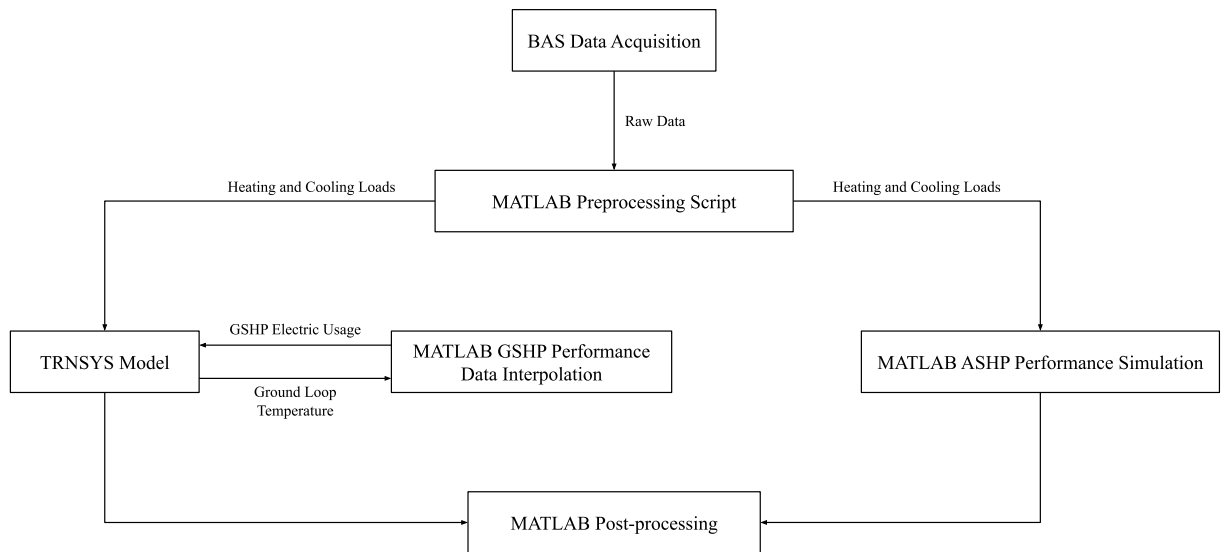 BAS Data Acquisition
Raw Data
Heating and Cooling Loads
MATLAB Preprocessing Script
Heating and Cooling Loads
TRNSYS Model
GSHP Electric Usage
Ground Loop
Temperature
MATLAB GSHP Performance
Data Interpolation
MATLAB ASHP Performance Simulation
MATLAB Post-processing